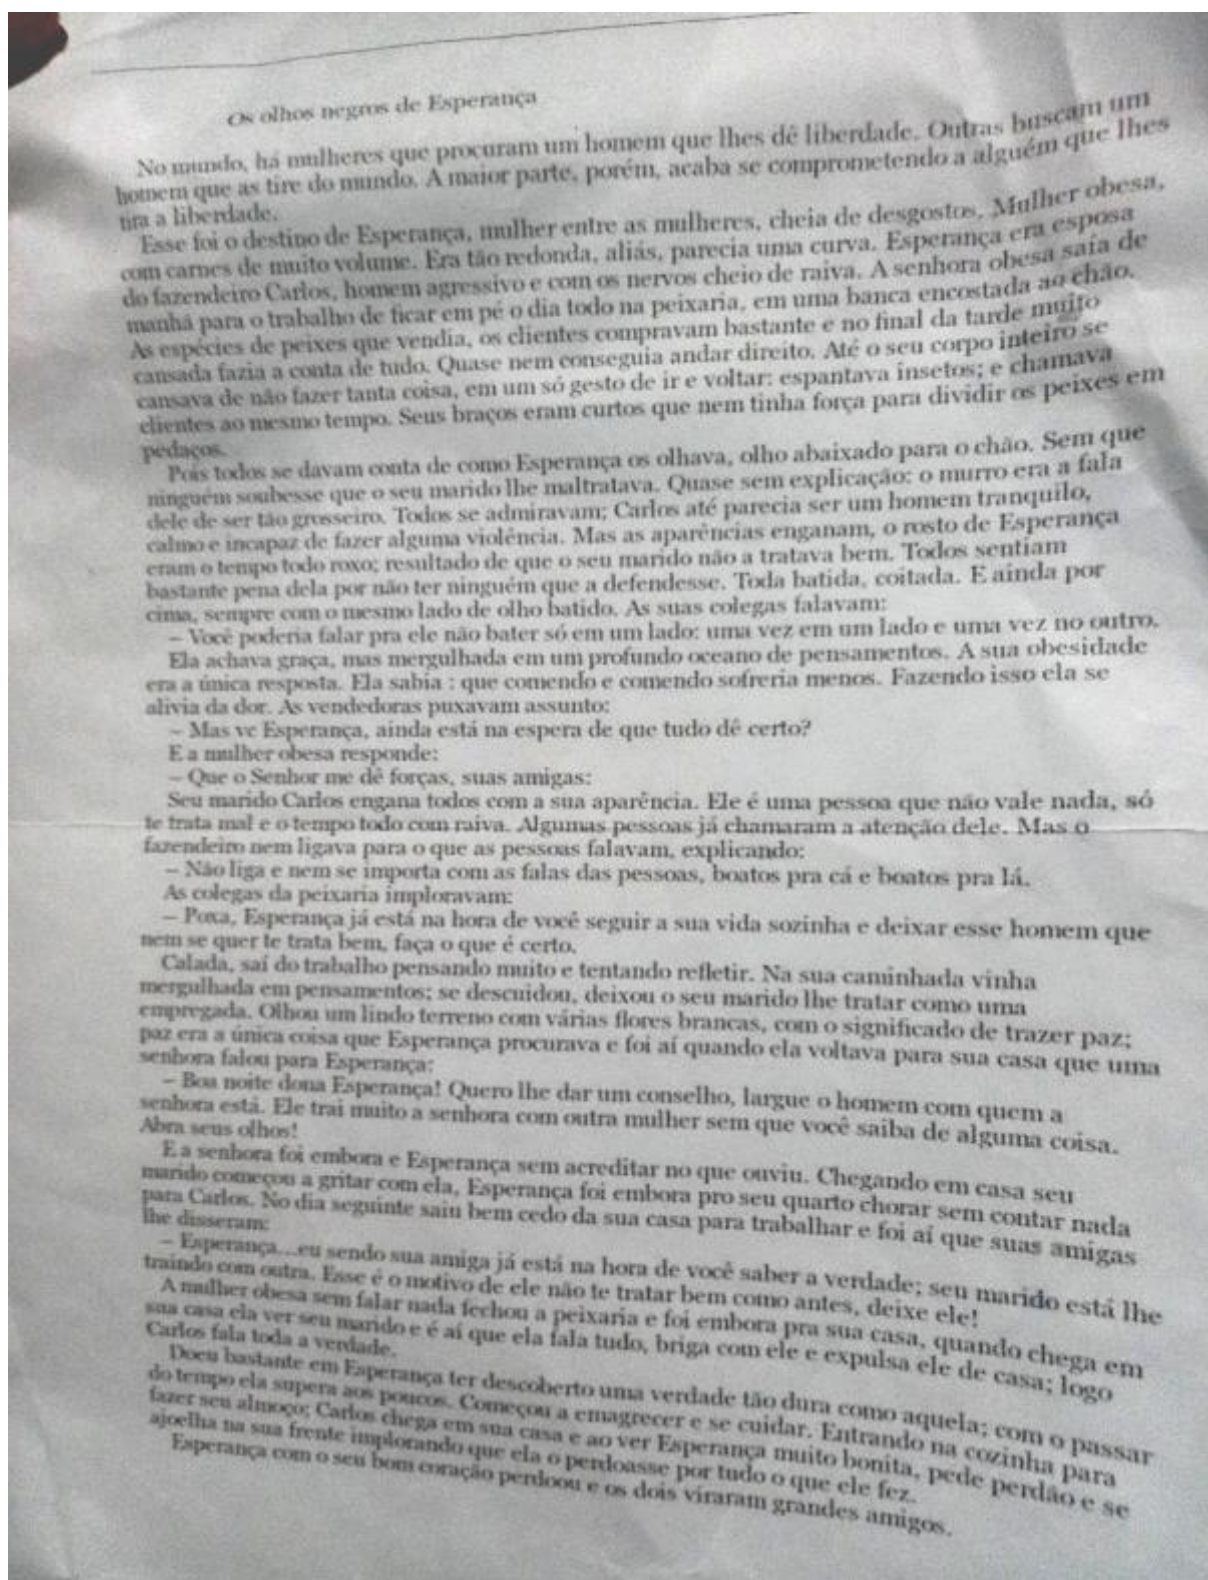 Os olhos negros de Esperança
No mundo, há mulheres que procuram um homem que lhes dê liberdade. Outras buscam um
homem que as tire do mundo. A maior parte, porém, acaba se comprometendo a alguém que lhes
tira a liberdade.
Esse foi o destino de Esperança, mulher entre as mulheres, cheia de desgostos. Mulher obesa,
com carnes de muito volume. Era tão redonda, aliás, parecia uma curva. Esperança era esposa
do fazendeiro Carlos, homem agressivo e com os nervos cheio de raiva. A senhora obesa saía de
manhã para o trabalho de ficar em pé o dia todo na peixaria, em uma banca encostada ao chão.
As espécies de peixes que vendia, os clientes compravam bastante e no final da tarde muito
cansada fazia a conta de tudo. Quase nem conseguia andar direito. Até o seu corpo inteiro se
cansava de não fazer tanta coisa, em um só gesto de ir e voltar: espantava insetos; e chamava
clientes ao mesmo tempo. Seus braços eram curtos que nem tinha força para dividir os peixes em
pedaços.
Pois todos se davam conta de como Esperança os olhava, olho abaixado para o chão. Sem que
ninguém soubesse que o seu marido lhe maltratava. Quase sem explicação: o murro era a fala
dele de ser tão grosseiro. Todos se admiravam; Carlos até parecia ser um homem tranquilo,
calmo e incapaz de fazer alguma violência. Mas as aparências enganam, o rosto de Esperança
eram o tempo todo roxo; resultado de que o seu marido não a tratava bem. Todos sentiam
bastante pena dela por não ter ninguém que a defendesse. Toda batida, coitada. E ainda por
cima, sempre com o mesmo lado de olho batido. As suas colegas falavam:
– Você poderia falar pra ele não bater só em um lado: uma vez em um lado e uma vez no outro.
Ela achava graça, mas mergulhada em um profundo oceano de pensamentos. A sua obesidade
era a única resposta. Ela sabia : que comendo e comendo sofreria menos. Fazendo isso ela se
alivia da dor. As vendedoras puxavam assunto:
– Mas vc Esperança, ainda está na espera de que tudo dê certo?
E a mulher obesa responde:
– Que o Senhor me dê forças, suas amigas:
Seu marido Carlos engana todos com a sua aparência. Ele é uma pessoa que não vale nada, só
te trata mal e o tempo todo com raiva. Algumas pessoas já chamaram a atenção dele. Mas o
fazendeiro nem ligava para o que as pessoas falavam, explicando:
– Não liga e nem se importa com as falas das pessoas, boatos pra cá e boatos pra lá.
As colegas da peixaria imploravam:
– Poxa, Esperança já está na hora de você seguir a sua vida sozinha e deixar esse homem que
nem se quer te trata bem, faça o que é certo.
Calada, saí do trabalho pensando muito e tentando refletir. Na sua caminhada vinha
mergulhada em pensamentos; se descuidou, deixou o seu marido lhe tratar como uma
empregada. Olhou um lindo terreno com várias flores brancas, com o significado de trazer paz;
paz era a única coisa que Esperança procurava e foi aí quando ela voltava para sua casa que uma
senhora falou para Esperança:
– Boa noite dona Esperança! Quero lhe dar um conselho, largue o homem com quem a
senhora está. Ele trai muito a senhora com outra mulher sem que você saiba de alguma coisa.
Abra seus olhos!
E a senhora foi embora e Esperança sem acreditar no que ouviu. Chegando em casa seu
marido começou a gritar com ela, Esperança foi embora pro seu quarto chorar sem contar nada
para Carlos. No dia seguinte saiu bem cedo da sua casa para trabalhar e foi aí que suas amigas
lhe disseram:
– Esperança...eu sendo sua amiga já está na hora de você saber a verdade; seu marido está lhe
traindo com outra. Esse é o motivo de ele não te tratar bem como antes, deixe ele!
A mulher obesa sem falar nada fechou a peixaria e foi embora pra sua casa, quando chega em
sua casa ela ver seu marido e é aí que ela fala tudo, briga com ele e expulsa ele de casa; logo
Carlos fala toda a verdade.
Doeu bastante em Esperança ter descoberto uma verdade tão dura como aquela; com o passar
do tempo ela supera aos poucos. Começou a emagrecer e se cuidar. Entrando na cozinha para
fazer seu almoço; Carlos chega em sua casa e ao ver Esperança muito bonita, pede perdão e se
ajoelha na sua frente implorando que ela o perdoasse por tudo o que ele fez.
Esperança com o seu bom coração perdoou e os dois viraram grandes amigos.